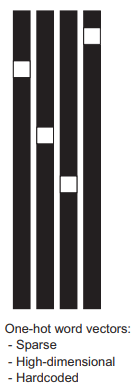 One-hot word vectors:
- Sparse
- High-dimensional
- Hardcoded